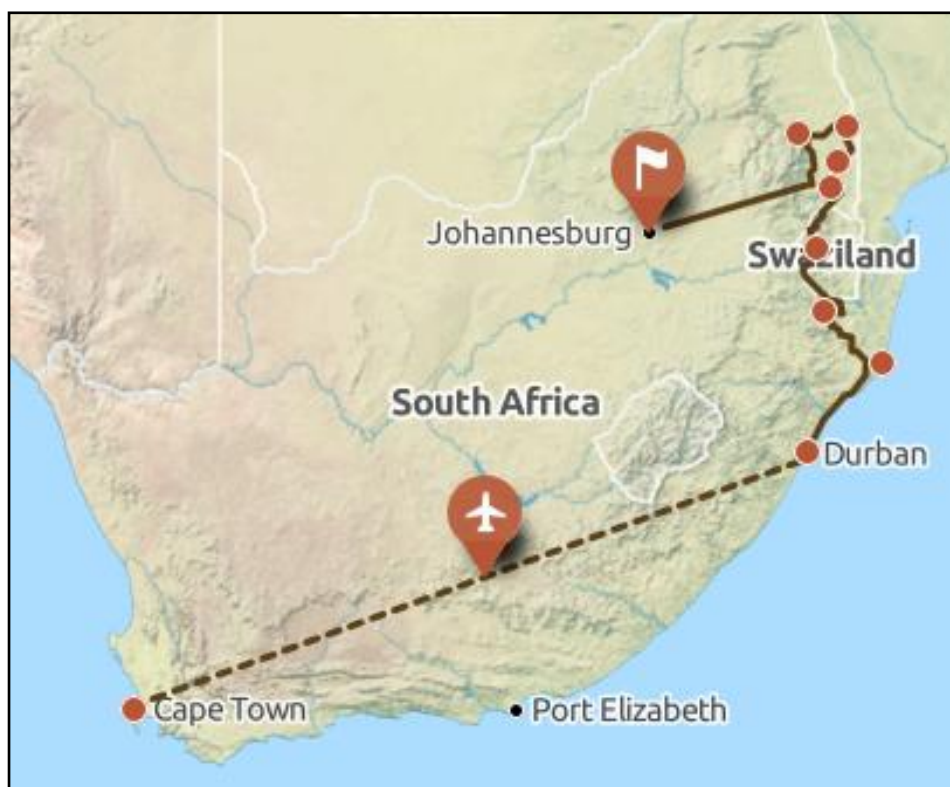 Johannesburg
Swaziland
South Africa
Durban
Cape Town
Port Elizabeth